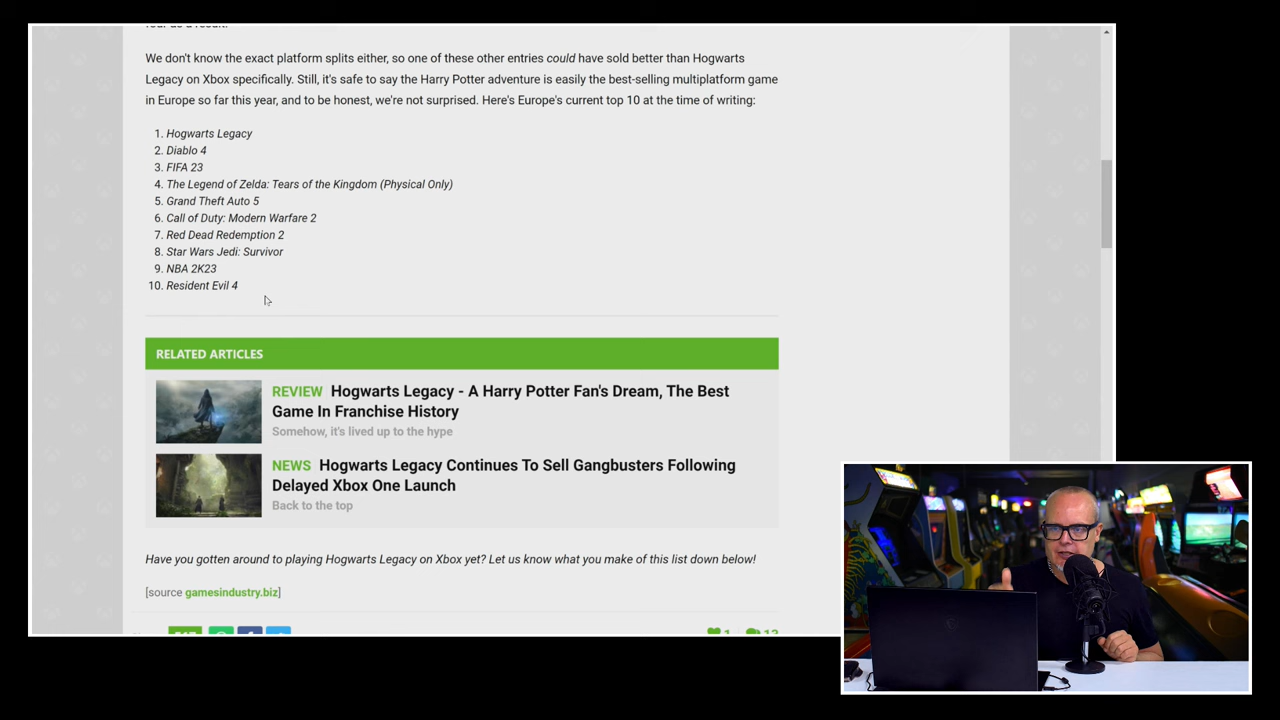 We don't know the exact platform splits either, so one of these other entries could have sold better than Hogwarts
Legacy on Xbox specifically. Still, it's safe to say the Harry Potter adventure is easily the best-selling multiplatform game
in Europe so far this year, and to be honest, we're not surprised. Here's Europe's current top 10 at the time of writing:
1. Hogwarts Legacy
2. Diablo 4
3. FIFA 23
4. The Legend of Zelda: Tears of the Kingdom (Physical Only)
5. Grand Theft Auto 5
6. Call of Duty: Modern Warfare 2
7. Red Dead Redemption 2
8. Star Wars Jedi: Survivor
9. NBA 2K23
10. Resident Evil 4
RELATED ARTICLES
REVIEW Hogwarts Legacy - A Harry Potter Fan's Dream, The Best
Game In Franchise History
Somehow, it's lived up to the hype
NEWS Hogwarts Legacy Continues To Sell Gangbusters Following
Delayed Xbox One Launch
Back to the top
Have you gotten around to playing Hogwarts Legacy on Xbox yet? Let us know what you make of this list down below!
[source gamesindustry.biz]